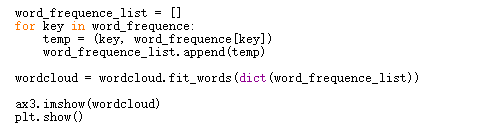 word_frequence_list = []
for key in word_frequence:
    temp = (key, word_frequence[key])
    word_frequence_list.append(temp)
wordcloud = wordcloud.fit_words(dict(word_frequence_list))
ax3.imshow(wordcloud)
plt.show()